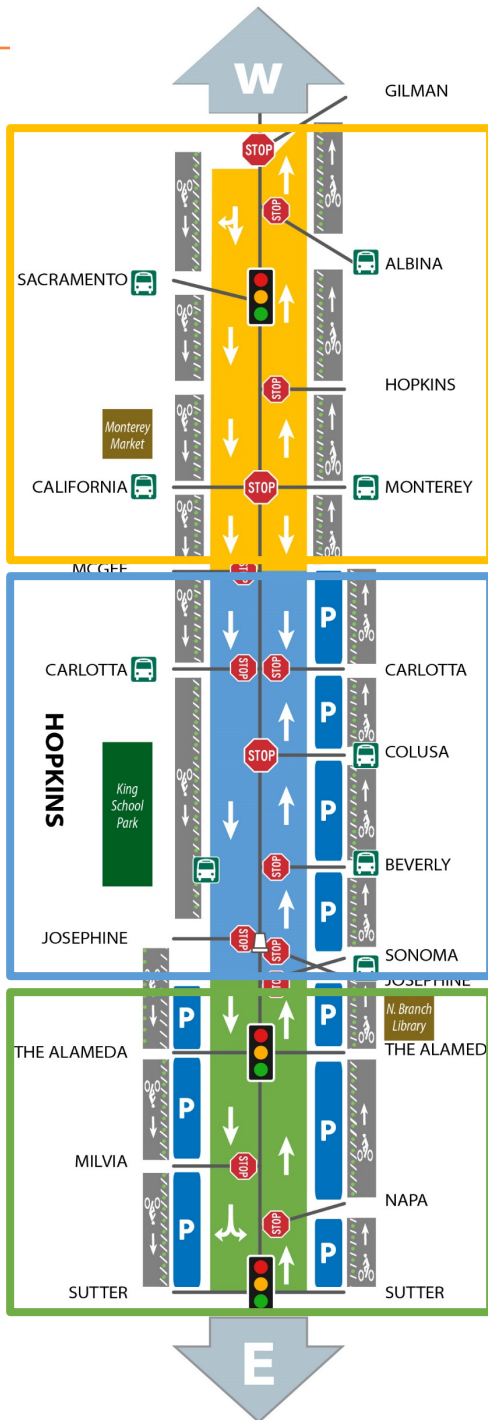 W
GILMAN
STOP
STOP
ALBINA
SACRAMENTO
HOPKINS
STOP
Monterey
Market
CALIFORNIA
STOP
MONTEREY
MCGEE
STOP
P
CARLOTTA
STOP
STOP
CARLOTTA
HOPKINS
P
STOP
COLUSA
King
School
Park
P
STOP
BEVERLY
P
JOSEPHINE
STOP
STOP
SONOMA
JOSEPHINE
P
P
N. Branch
Library
THE ALAMEDA
THE ALAMED
P
P
MILVIA
STOP
P
STOP
NAPA
P
SUTTER
SUTTER
E